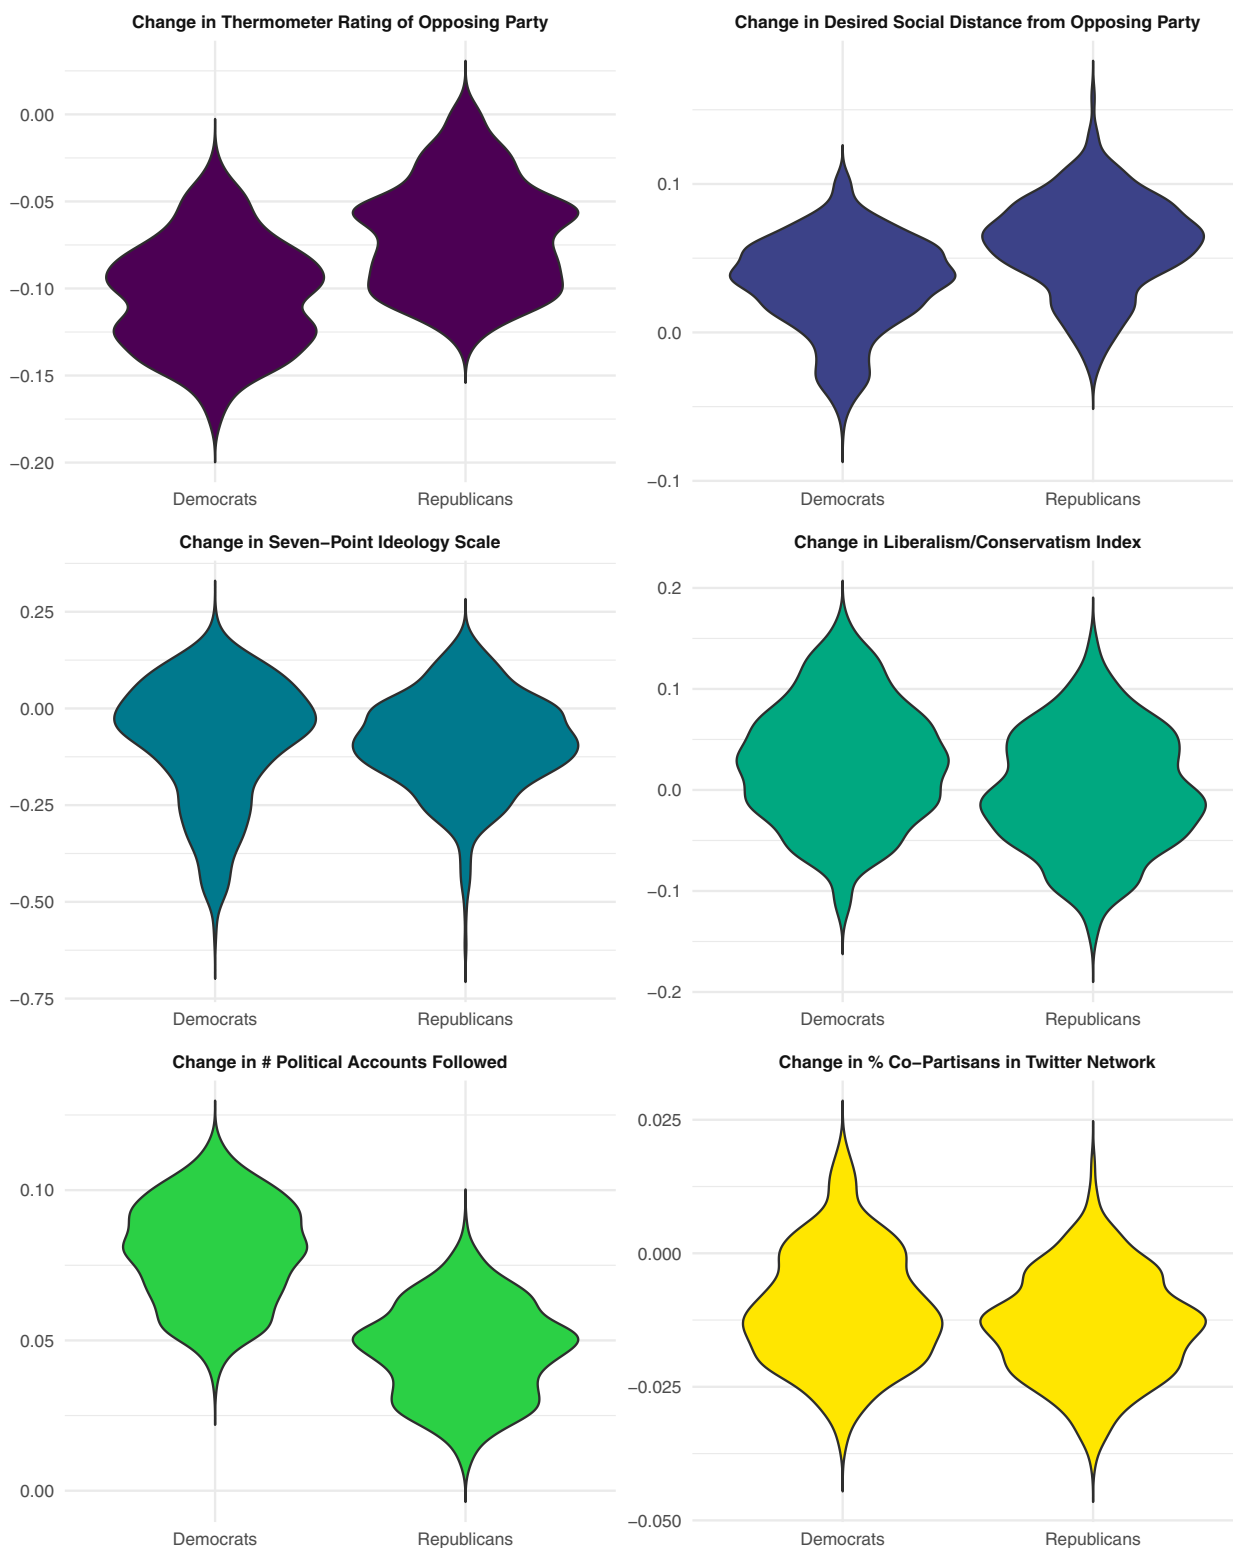 Change in Thermometer Rating of Opposing Party
0.00
−0.05
−0.10
−0.15
−0.20
Democrats Republicans
Change in Desired Social Distance from Opposing Party
0.1
0.0
−0.1
Democrats Republicans
Change in Seven−Point Ideology Scale
0.25
0.00
−0.25
−0.50
−0.75
Democrats Republicans
Change in Liberalism/Conservatism Index
0.2
0.1
0.0
−0.1
−0.2
Democrats Republicans
Change in # Political Accounts Followed
0.10
0.05
0.00
Democrats Republicans
Change in % Co−Partisans in Twitter Network
0.025
0.000
−0.025
−0.050
Democrats Republicans